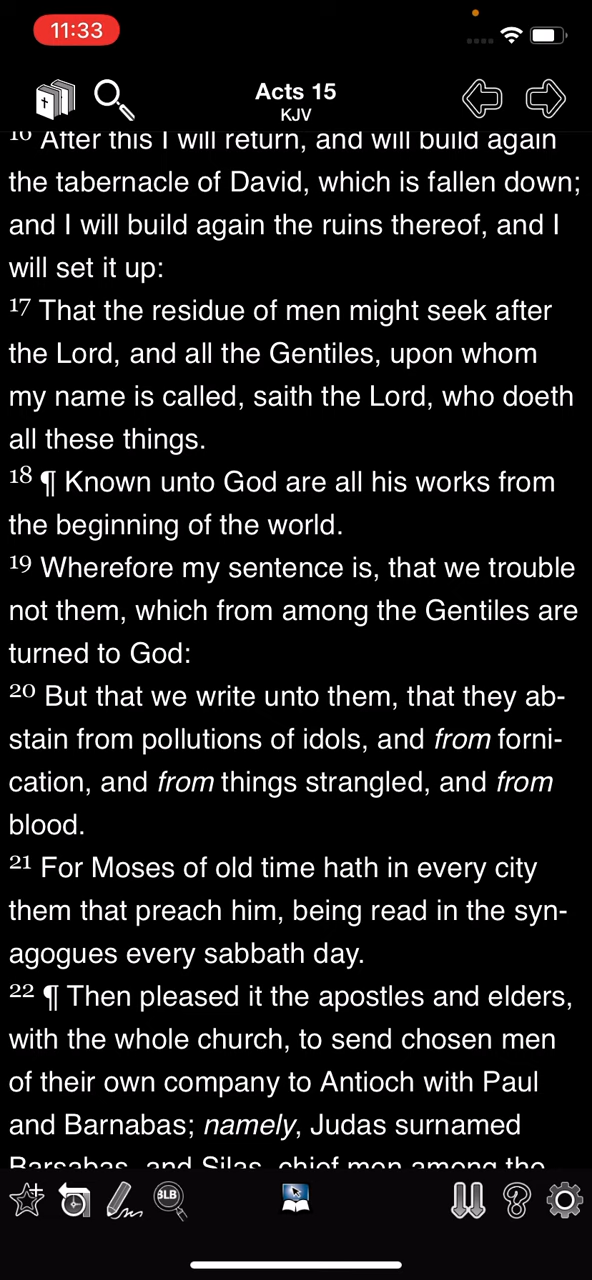 11:33
Acts 15
KJV
16 After this I will return, and will build again
the tabernacle of David, which is fallen down;
and I will build again the ruins thereof, and I
will set it up:
17 That the residue of men might seek after
the Lord, and all the Gentiles, upon whom
my name is called, saith the Lord, who doeth
all these things.
18 ¶ Known unto God are all his works from
the beginning of the world.
19 Wherefore my sentence is, that we trouble
not them, which from among the Gentiles are
turned to God:
20 But that we write unto them, that they ab-
stain from pollutions of idols, and from forni-
cation, and from things strangled, and from
blood.
21 For Moses of old time hath in every city
them that preach him, being read in the syn-
agogues every sabbath day.
22 ¶ Then pleased it the apostles and elders,
with the whole church, to send chosen men
of their own company to Antioch with Paul
and Barnabas; namely, Judas surnamed
Barsabas, and Silas, chief men among the
BLB